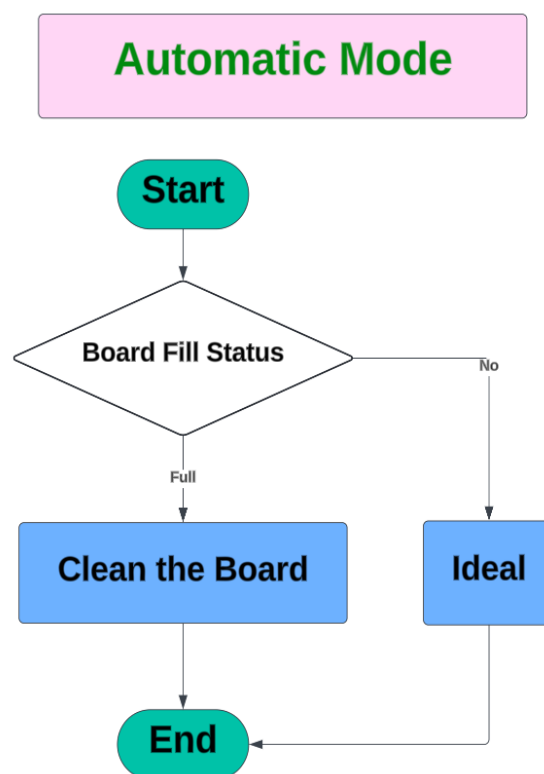 Automatic Mode
Start
Board Fill Status
No
Full
Clean the Board
Ideal
End